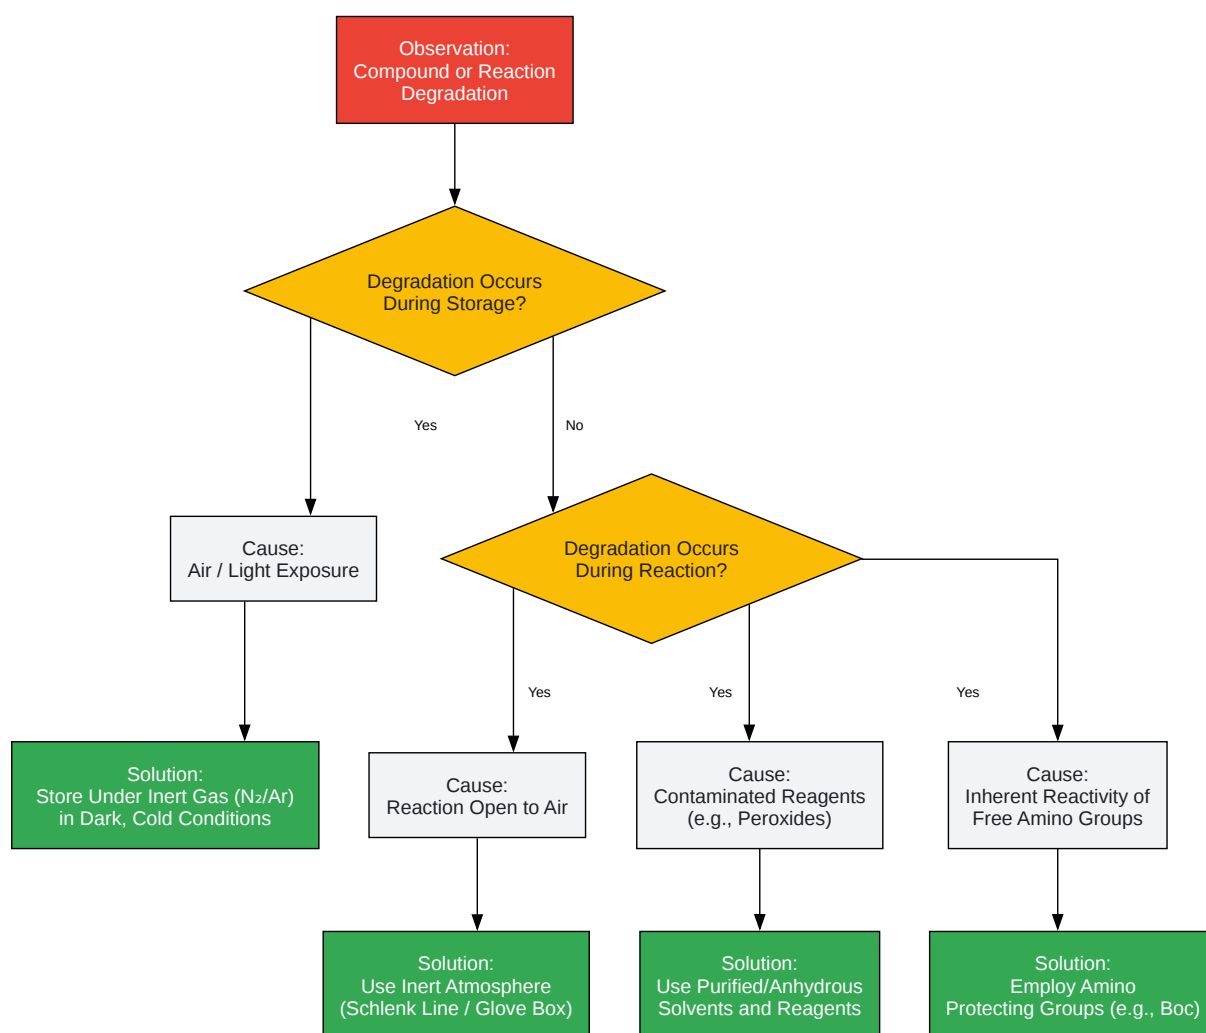 Observation:
Compound or Reaction
Degradation
Degradation Occurs
During Storage?
Yes
No
Cause:
Air / Light Exposure
Degradation Occurs
During Reaction?
Yes
Yes
Yes
Solution:
Store Under Inert Gas (N₂/Ar)
in Dark, Cold Conditions
Cause:
Reaction Open to Air
Cause:
Contaminated Reagents
(e.g., Peroxides)
Cause:
Inherent Reactivity of
Free Amino Groups
Solution:
Use Inert Atmosphere
(Schlenk Line / Glove Box)
Solution:
Use Purified/Anhydrous
Solvents and Reagents
Solution:
Employ Amino
Protecting Groups (e.g., Boc)